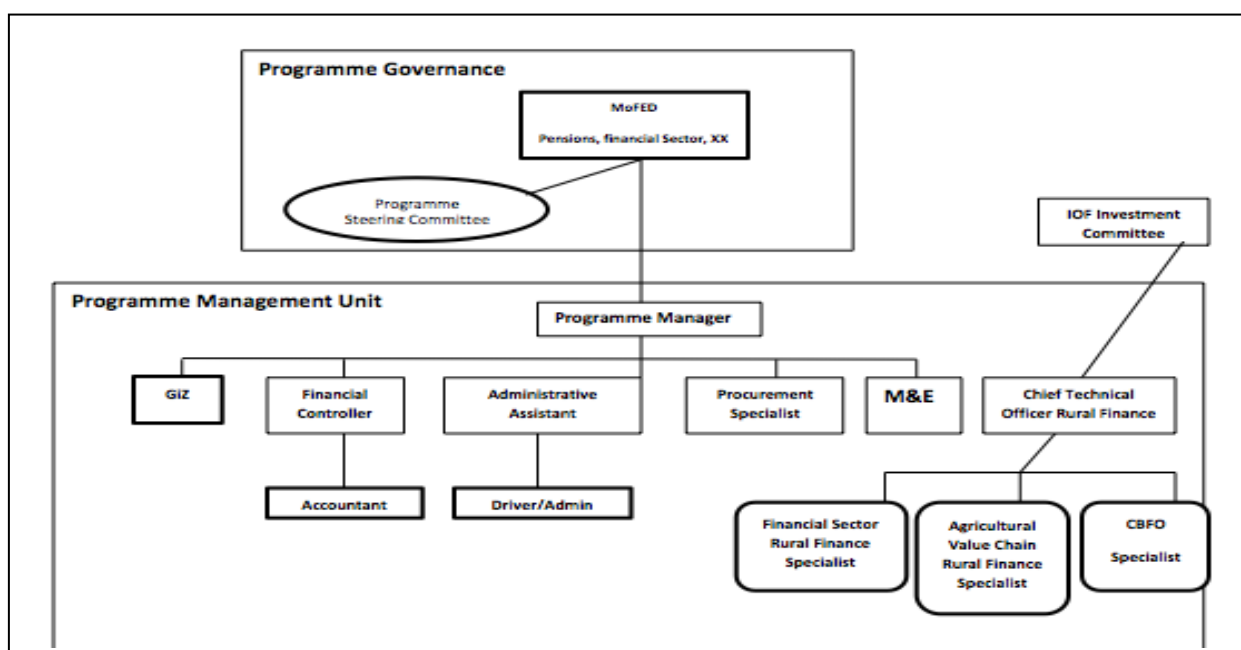 Programme Governance
MoFED
Pensions, financial Sector, XX
Programme
Steering Committee
IOF Investment
Committee
Programme Management Unit
Programme Manager
GiZ
Financial
Controller
Administrative
Assistant
Procurement
Specialist
M&E
Chief Technical
Officer Rural Finance
Accountant
Driver/Admin
Financial Sector
Rural Finance
Specialist
Agricultural
Value Chain
Rural Finance
Specialist
CBFO
Specialist